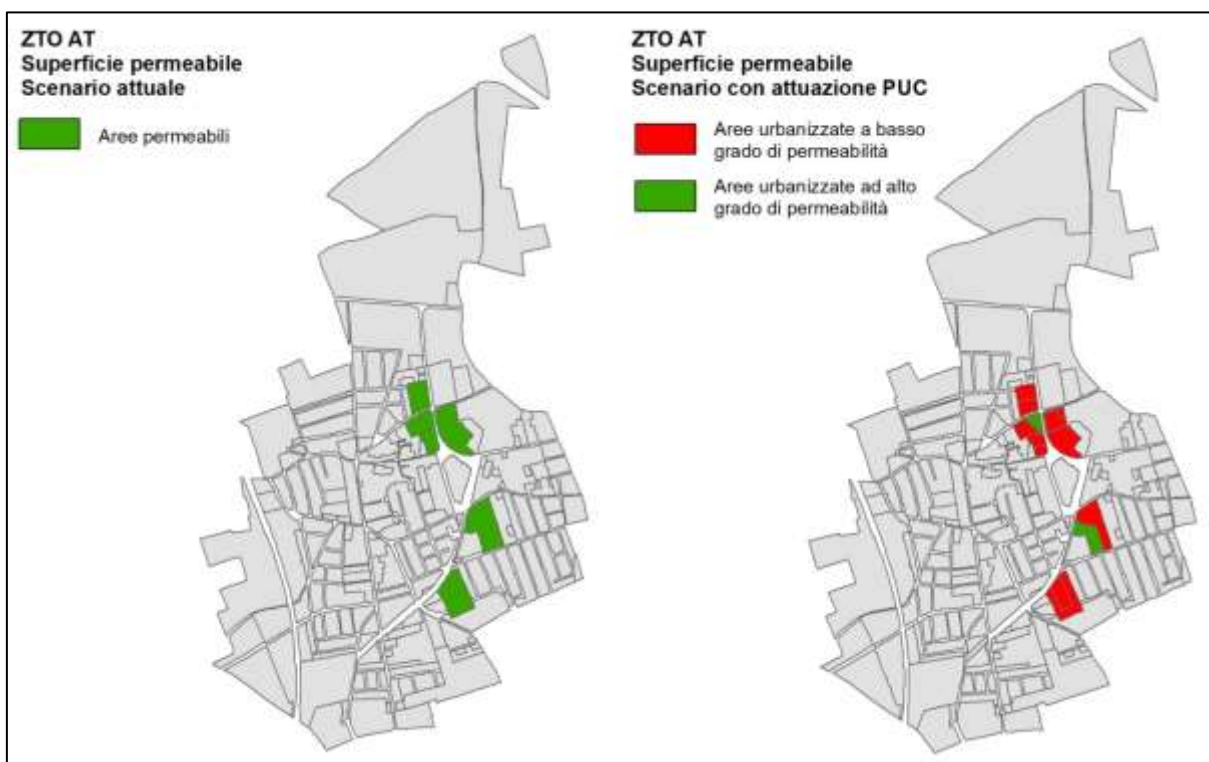 ZTO AT
Superficie permeabile
Scenario attuale
Aree permeabili
ZTO AT
Superficie permeabile
Scenario con attuazione PUC
Aree urbanizzate a basso
grado di permeabilità
Aree urbanizzate ad alto
grado di permeabilità